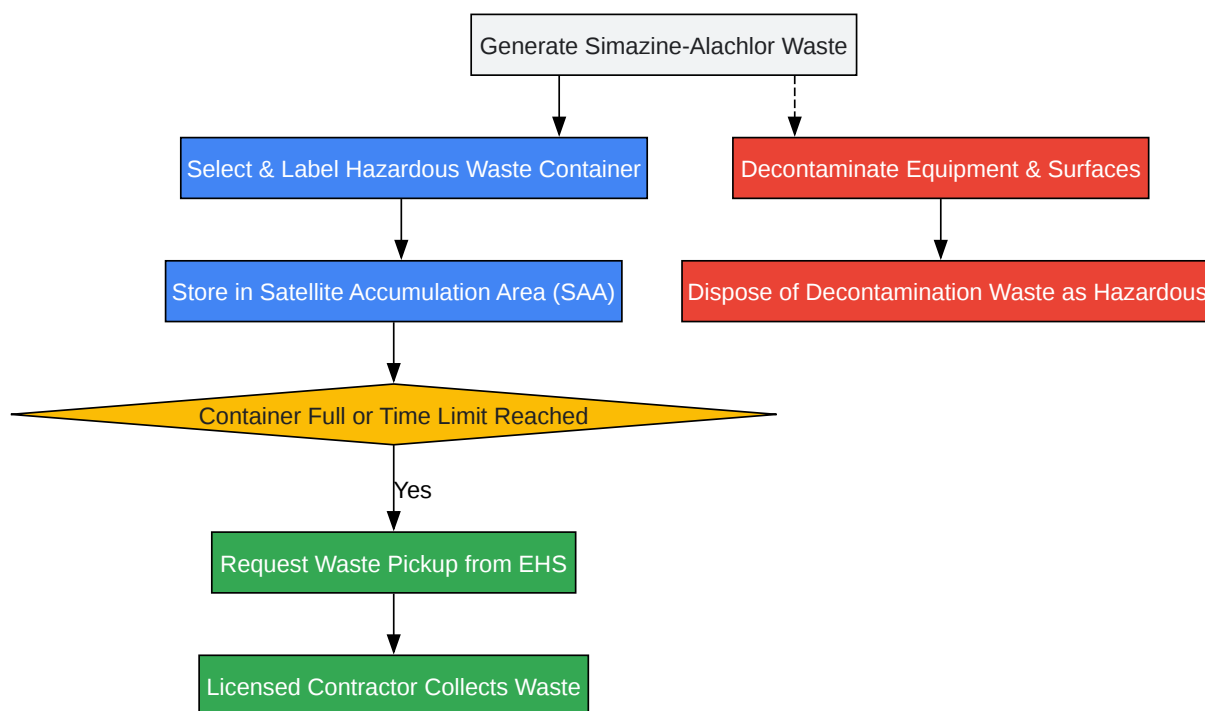 Generate Simazine-Alachlor Waste
Select & Label Hazardous Waste Container
Decontaminate Equipment & Surfaces
Store in Satellite Accumulation Area (SAA)
Dispose of Decontamination Waste as Hazardous
Container Full or Time Limit Reached
Yes
Request Waste Pickup from EHS
Licensed Contractor Collects Waste